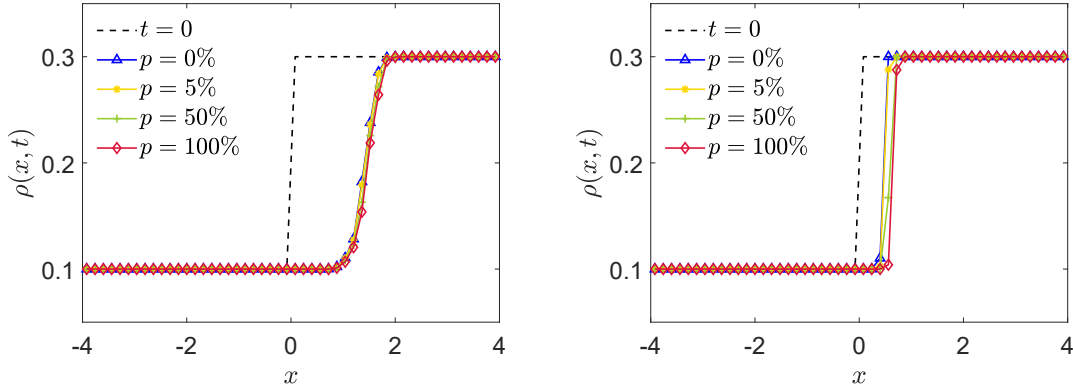 t = 0
p = 0%
p = 5%
p = 50%
p = 100%
0.3
0.2
0.1
ρ(x, t)
-4
-2
0
2
4
x
t = 0
p = 0%
p = 5%
p = 50%
p = 100%
0.3
0.2
0.1
ρ(x, t)
-4
-2
0
2
4
x